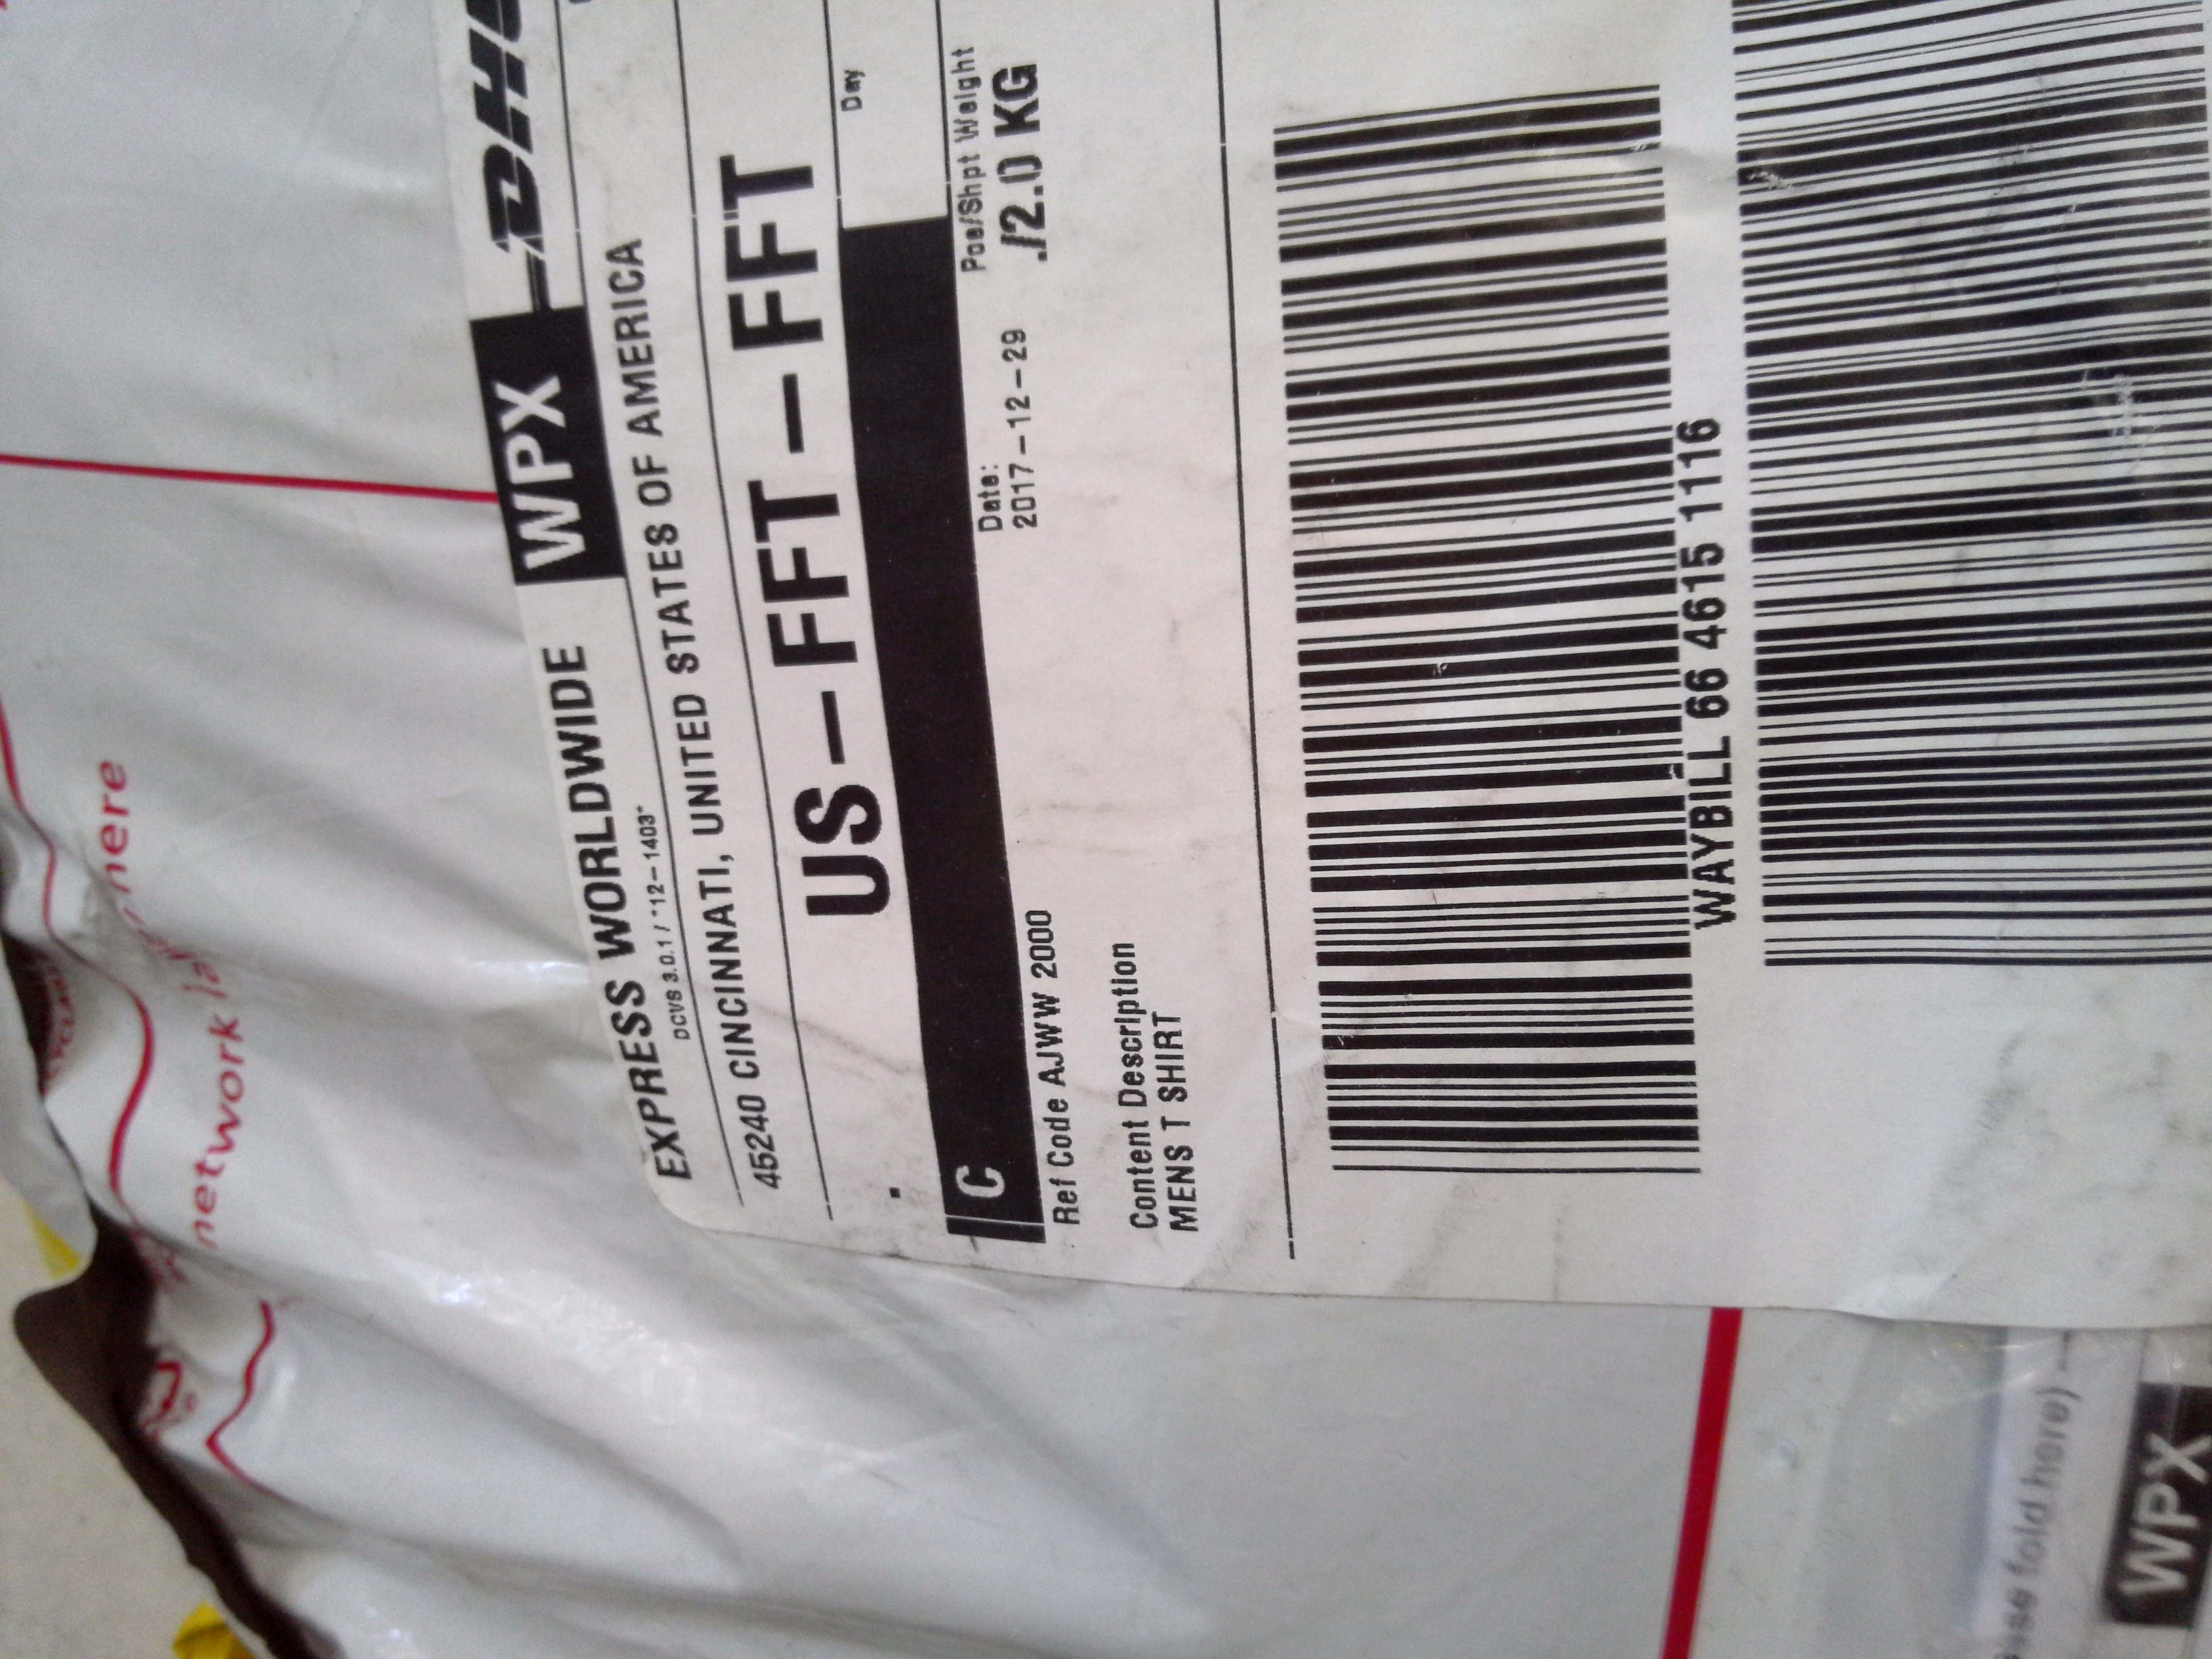 EXPRESS WORLDWIDE WPX
DCVS 3.0.1 / "12-1403"
45240 CINCINNATI, UNITED STATES OF AMERICA
US-FFT-FFT
C Day
Ref Code AJWW 2000 Date: Pce/Shpt Weight
2017-12-29 ./2.0 KG
Content Description
MENS T SHIRT
WAYBILL 66 4615 1116
network
fold here)
WPX